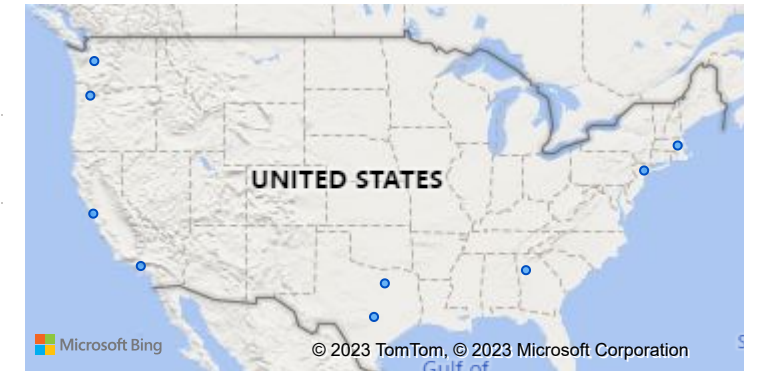 UNITED STATES
Microsoft Bing
© 2023 TomTom, © 2023 Microsoft Corporation
Gulf of
S